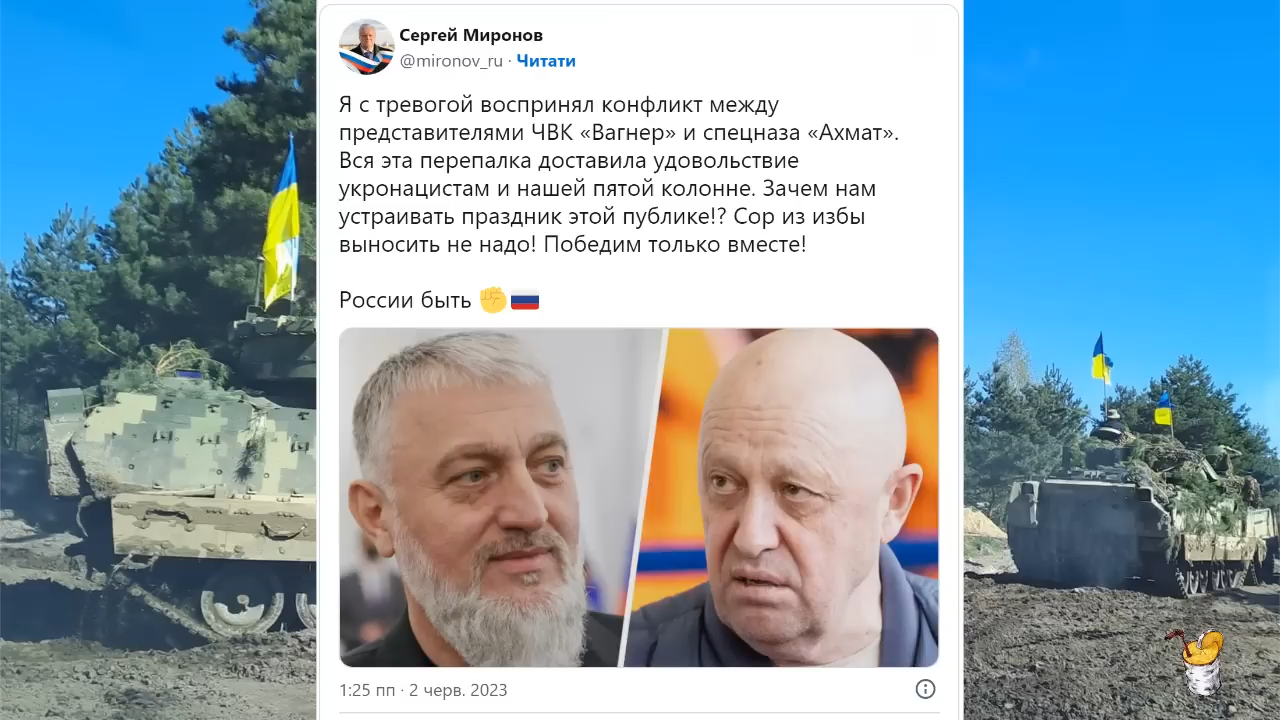 Сергей Миронов
@mironov_ru · Читати
Я с тревогой воспринял конфликт между
представителями ЧВК «Вагнер» и спецназа «Ахмат».
Вся эта перепалка доставила удовольствие
укронацистам и нашей пятой колонне. Зачем нам
устраивать праздник этой публике!? Сор из избы
выносить не надо! Победим только вместе!
России быть ✊🇷🇺
1:25 пп · 2 черв. 2023